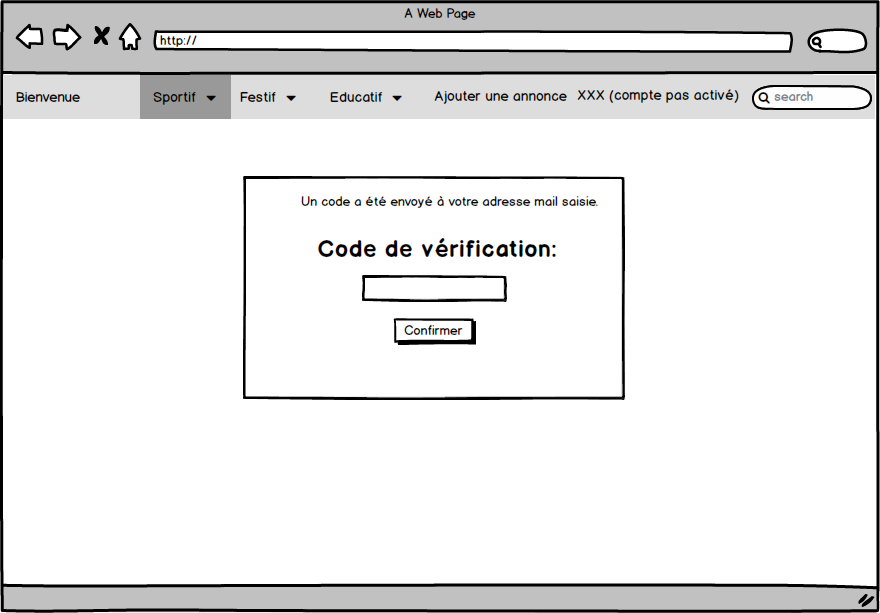 A Web Page
http://
Bienvenue Sportif Festif Educatif Ajouter une annonce XXX (compte pas activé) search
Un code a été envoyé à votre adresse mail saisie.
Code de vérification:
Confirmer